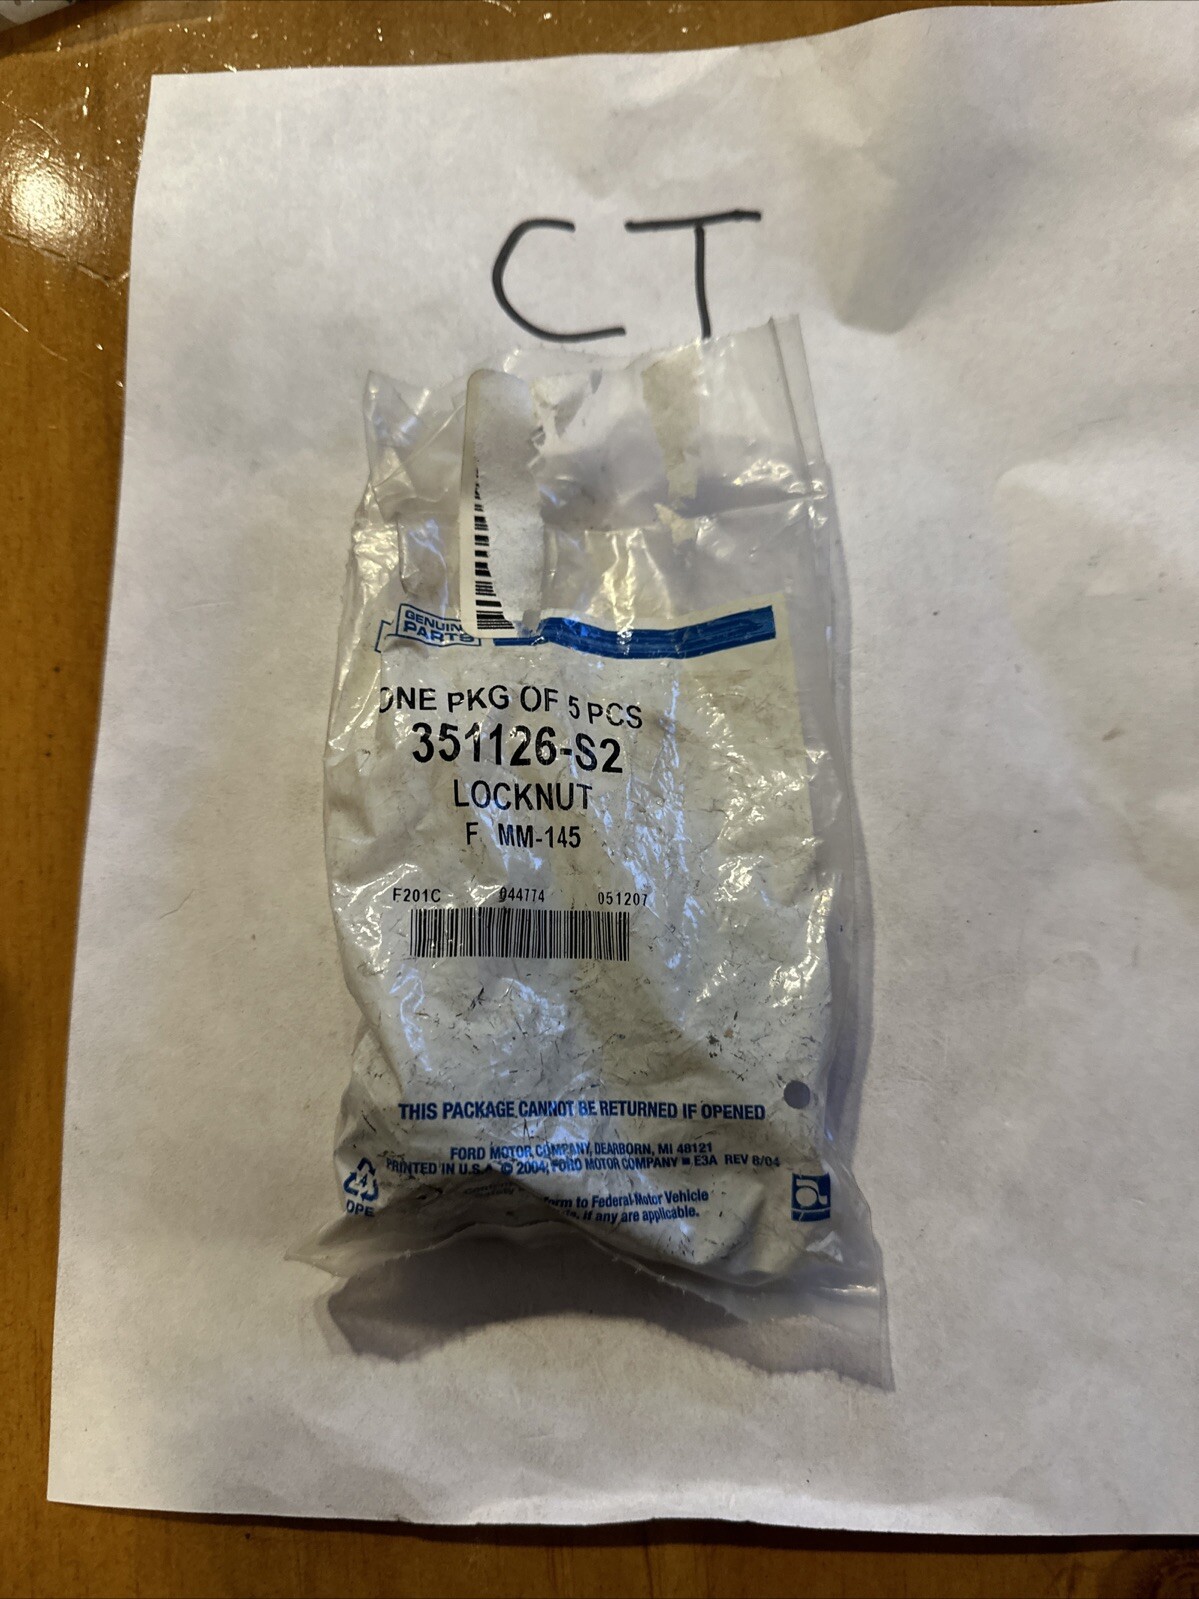 CT
GENUINE
PARTS
ONE PKG OF 5 PCS
351126-S2
LOCKNUT
F MM-145
F201C 044774 051207
THIS PACKAGE CANNOT BE RETURNED IF OPENED
FORD MOTOR COMPANY, DEARBORN, MI 48121
PRINTED IN U.S.A. © 2004, FORD MOTOR COMPANY ■ E3A REV 8/04
to Federal Motor Vehicle
if any are applicable.
4